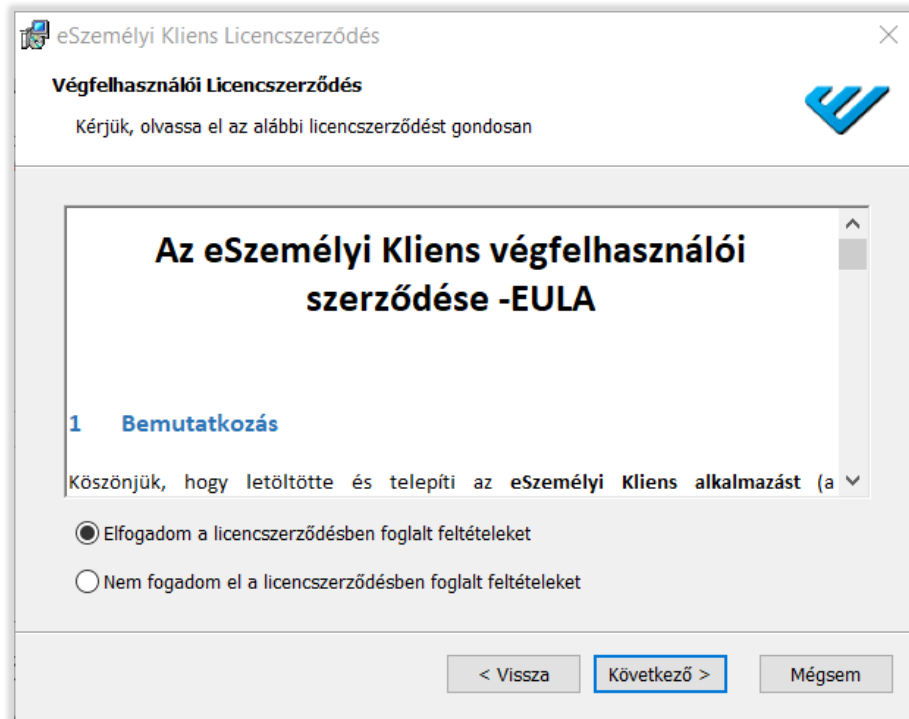 eSzemélyi Kliens Licencszerződés
Végfelhasználói Licencszerződés
Kérjük, olvassa el az alábbi licencszerződést gondosan
Az eSzemélyi Kliens végfelhasználói
szerződése -EULA
1 Bemutatkozás
Köszönjük, hogy letöltötte és telepíti az eSzemélyi Kliens alkalmazást (a
Elfogadom a licencszerződésben foglalt feltételeket
Nem fogadom el a licencszerződésben foglalt feltételeket
< Vissza Következő > Mégsem